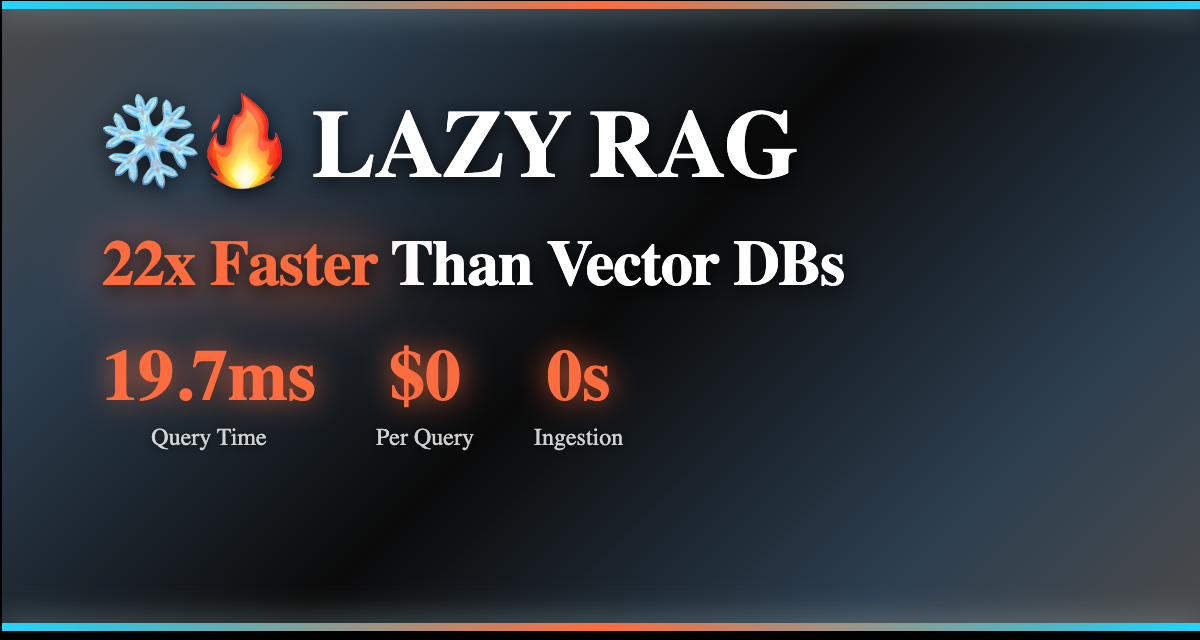 LAZY RAG
22x Faster Than Vector DBs
19.7ms $0 0s
Query Time Per Query Ingestion